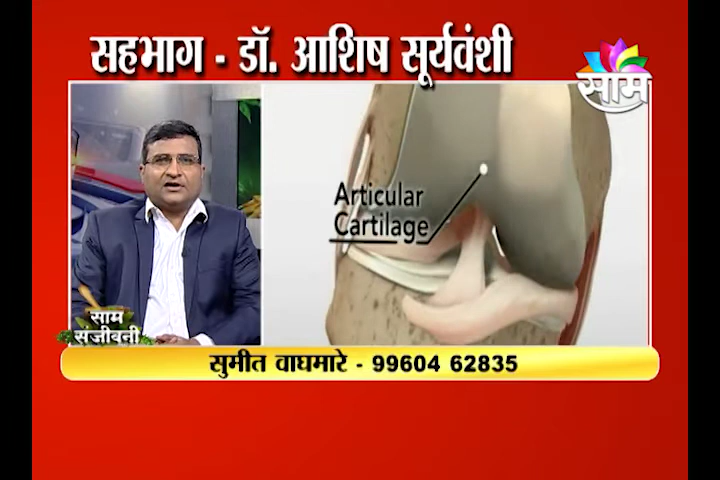 सहभाग - डॉ. आशिष सूर्यवंशी
साम
Articular
Cartilage
साम
संजीवनी
सुमीत वाघमारे - 99604 62835